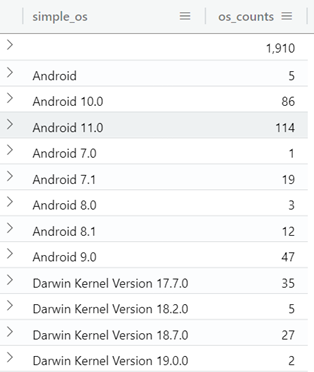 simple_os os_counts
1,910
Android 5
Android 10.0 86
Android 11.0 114
Android 7.0 1
Android 7.1 19
Android 8.0 3
Android 8.1 12
Android 9.0 47
Darwin Kernel Version 17.7.0 35
Darwin Kernel Version 18.2.0 5
Darwin Kernel Version 18.7.0 27
Darwin Kernel Version 19.0.0 2